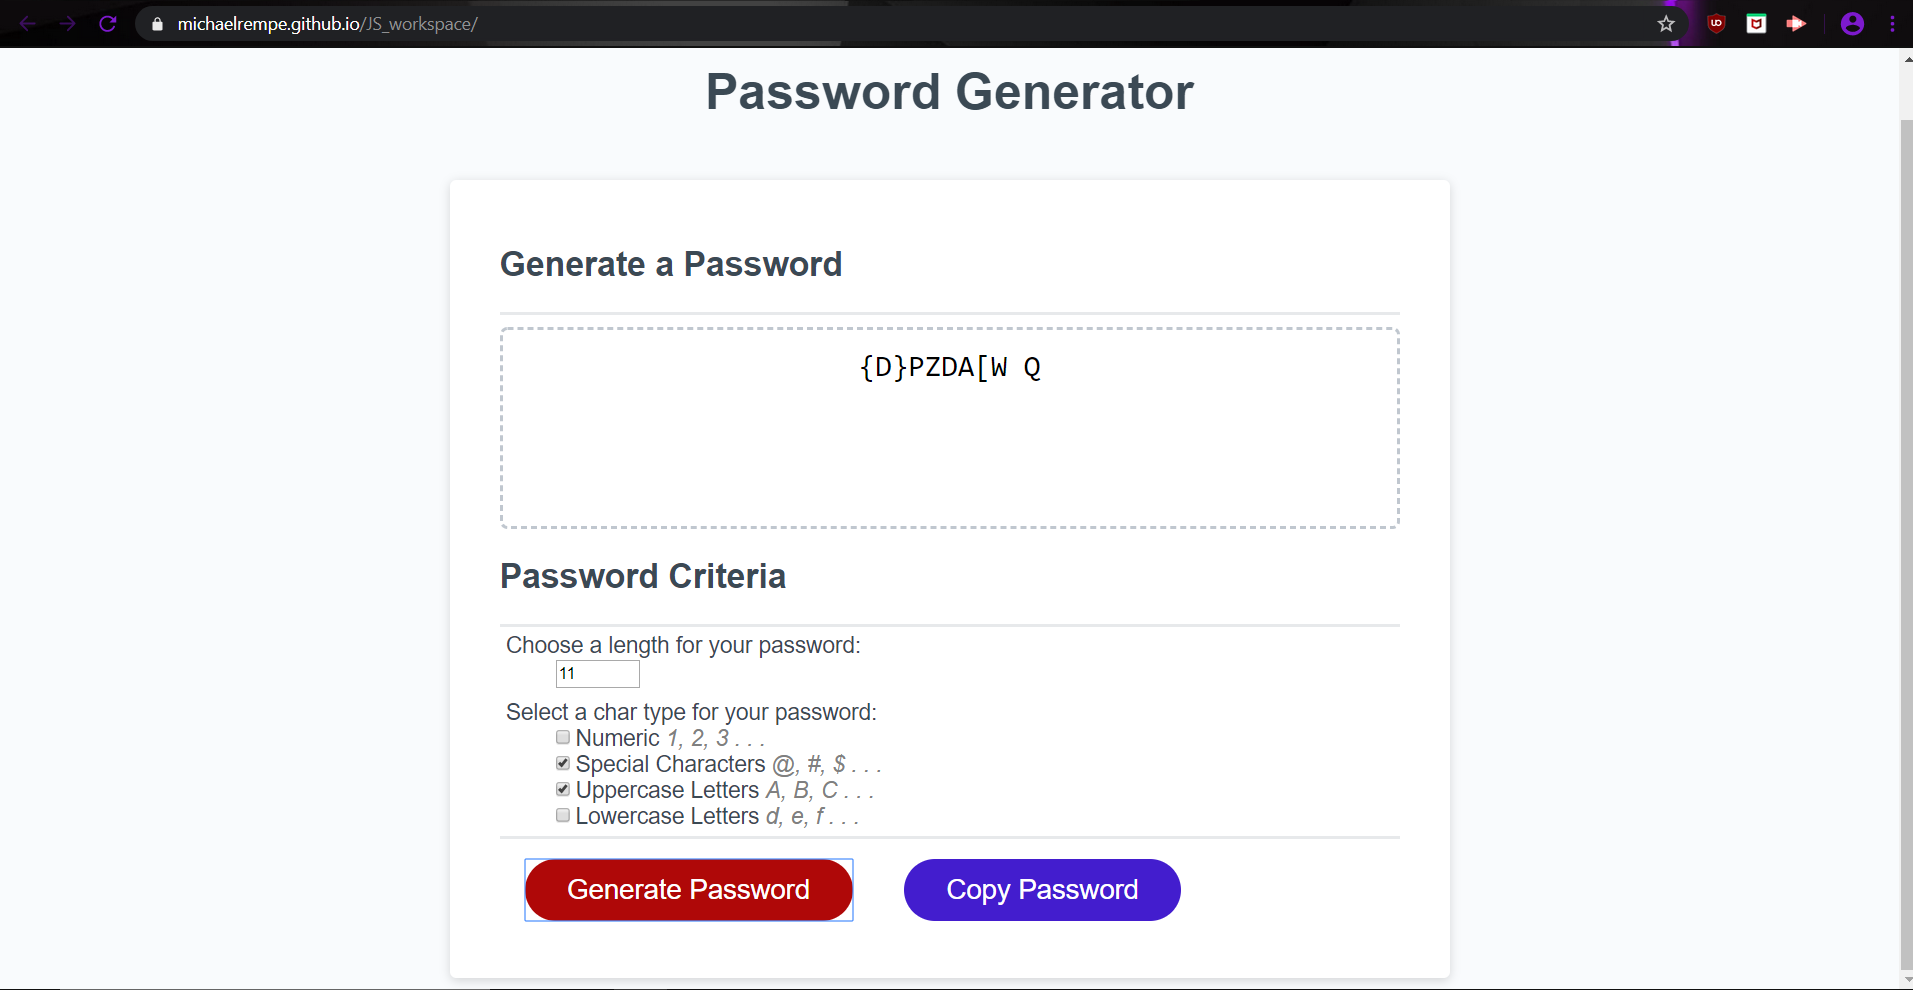 michaelrempe.github.io/JS_workspace/
Password Generator
Generate a Password
{D}PZDA[W Q
Password Criteria
Choose a length for your password:
11
Select a char type for your password:
Numeric 1, 2, 3 . . .
Special Characters @, #, $ . . .
Uppercase Letters A, B, C . . .
Lowercase Letters d, e, f . . .
Generate Password Copy Password